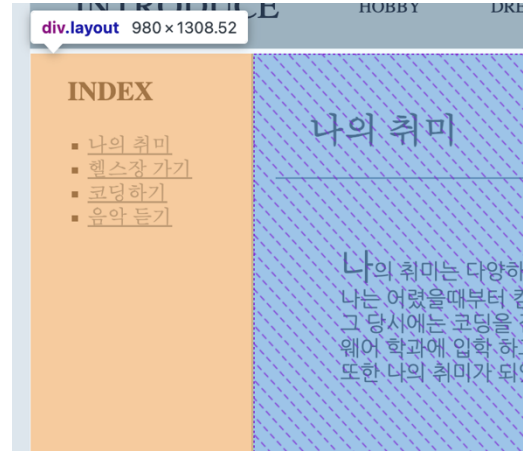 INTRODUCE
HOBBY
div.layout 980 × 1308.52
INDEX
나의 취미
헬스장 가기
코딩하기
음악 듣기
나의 취미
나의 취미는 다양하
나는 어렸을때부터
그 당시에는 코딩을
웨어 학과에 입학 하
또한 나의 취미가